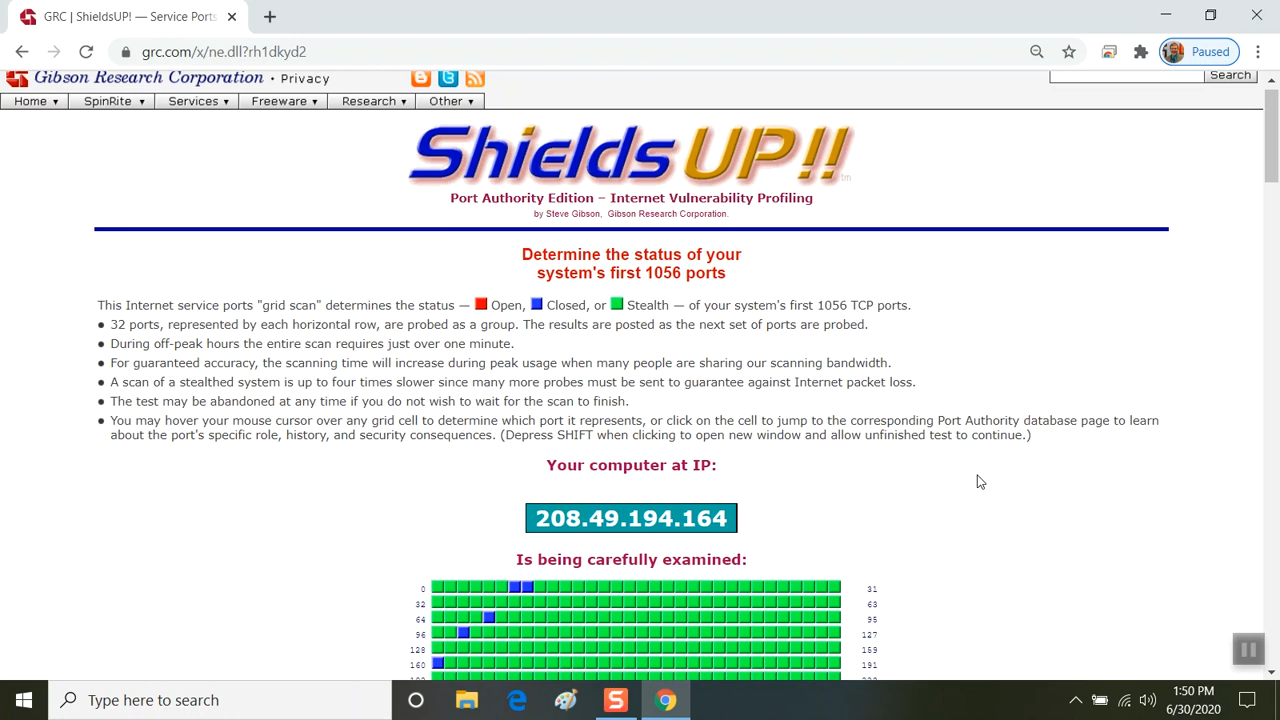 GRC | ShieldsUP! — Service Ports
grc.com/x/ne.dll?rh1dkyd2
Paused
Gibson Research Corporation • Privacy
Search
Home ▾ SpinRite ▾ Services ▾ Freeware ▾ Research ▾ Other ▾
ShieldsUP!!
tm
Port Authority Edition – Internet Vulnerability Profiling
by Steve Gibson, Gibson Research Corporation.
Determine the status of your
system's first 1056 ports
This Internet service ports "grid scan" determines the status — Open, Closed, or Stealth — of your system's first 1056 TCP ports.
● 32 ports, represented by each horizontal row, are probed as a group. The results are posted as the next set of ports are probed.
● During off-peak hours the entire scan requires just over one minute.
● For guaranteed accuracy, the scanning time will increase during peak usage when many people are sharing our scanning bandwidth.
● A scan of a stealthed system is up to four times slower since many more probes must be sent to guarantee against Internet packet loss.
● The test may be abandoned at any time if you do not wish to wait for the scan to finish.
● You may hover your mouse cursor over any grid cell to determine which port it represents, or click on the cell to jump to the corresponding Port Authority database page to learn
about the port's specific role, history, and security consequences. (Depress SHIFT when clicking to open new window and allow unfinished test to continue.)
Your computer at IP:
208.49.194.164
Is being carefully examined:
0 31
32 63
64 95
96 127
128 159
160 191
Type here to search
1:50 PM
6/30/2020